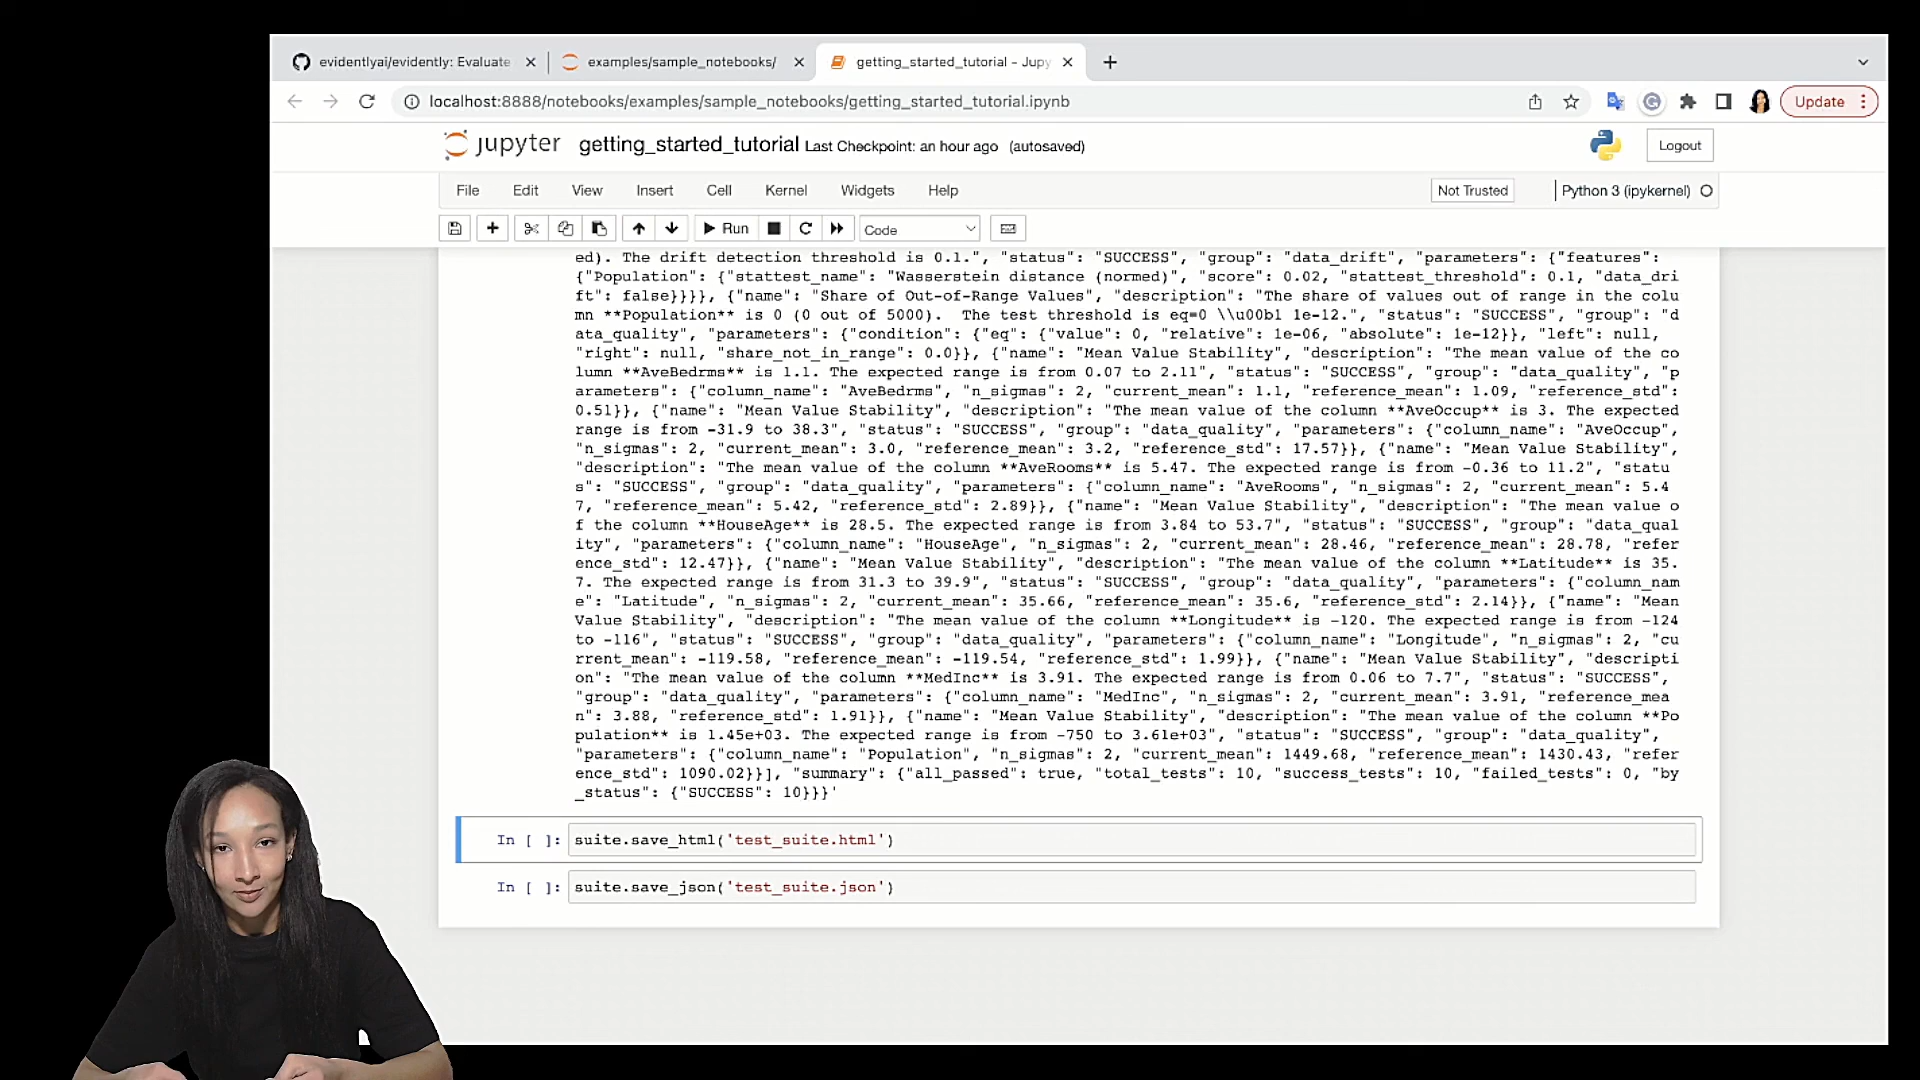 evidentlyai/evidently: Evaluate
examples/sample_notebooks/
getting_started_tutorial - Jupy
localhost:8888/notebooks/examples/sample_notebooks/getting_started_tutorial.ipynb
Update
jupyter getting_started_tutorial Last Checkpoint: an hour ago (autosaved)
Logout
File Edit View Insert Cell Kernel Widgets Help
Not Trusted
Python 3 (ipykernel)
Run
Code
ed). The drift detection threshold is 0.1.", "status": "SUCCESS", "group": "data_drift", "parameters": {"features":
{"Population": {"stattest_name": "Wasserstein distance (normed)", "score": 0.02, "stattest_threshold": 0.1, "data_dri
ft": false}}}}, {"name": "Share of Out-of-Range Values", "description": "The share of values out of range in the colu
mn **Population** is 0 (0 out of 5000).  The test threshold is eq=0 \\u00b1 1e-12.", "status": "SUCCESS", "group": "d
ata_quality", "parameters": {"condition": {"eq": {"value": 0, "relative": 1e-06, "absolute": 1e-12}}, "left": null,
"right": null, "share_not_in_range": 0.0}}, {"name": "Mean Value Stability", "description": "The mean value of the co
lumn **AveBedrms** is 1.1. The expected range is from 0.07 to 2.11", "status": "SUCCESS", "group": "data_quality", "p
arameters": {"column_name": "AveBedrms", "n_sigmas": 2, "current_mean": 1.1, "reference_mean": 1.09, "reference_std":
0.51}}, {"name": "Mean Value Stability", "description": "The mean value of the column **AveOccup** is 3. The expected
range is from -31.9 to 38.3", "status": "SUCCESS", "group": "data_quality", "parameters": {"column_name": "AveOccup",
"n_sigmas": 2, "current_mean": 3.0, "reference_mean": 3.2, "reference_std": 17.57}}, {"name": "Mean Value Stability",
"description": "The mean value of the column **AveRooms** is 5.47. The expected range is from -0.36 to 11.2", "statu
s": "SUCCESS", "group": "data_quality", "parameters": {"column_name": "AveRooms", "n_sigmas": 2, "current_mean": 5.4
7, "reference_mean": 5.42, "reference_std": 2.89}}, {"name": "Mean Value Stability", "description": "The mean value o
f the column **HouseAge** is 28.5. The expected range is from 3.84 to 53.7", "status": "SUCCESS", "group": "data_qual
ity", "parameters": {"column_name": "HouseAge", "n_sigmas": 2, "current_mean": 28.46, "reference_mean": 28.78, "refer
ence_std": 12.47}}, {"name": "Mean Value Stability", "description": "The mean value of the column **Latitude** is 35.
7. The expected range is from 31.3 to 39.9", "status": "SUCCESS", "group": "data_quality", "parameters": {"column_nam
e": "Latitude", "n_sigmas": 2, "current_mean": 35.66, "reference_mean": 35.6, "reference_std": 2.14}}, {"name": "Mean
Value Stability", "description": "The mean value of the column **Longitude** is -120. The expected range is from -124
to -116", "status": "SUCCESS", "group": "data_quality", "parameters": {"column_name": "Longitude", "n_sigmas": 2, "cu
rrent_mean": -119.58, "reference_mean": -119.54, "reference_std": 1.99}}, {"name": "Mean Value Stability", "descripti
on": "The mean value of the column **MedInc** is 3.91. The expected range is from 0.06 to 7.7", "status": "SUCCESS",
"group": "data_quality", "parameters": {"column_name": "MedInc", "n_sigmas": 2, "current_mean": 3.91, "reference_mea
n": 3.88, "reference_std": 1.91}}, {"name": "Mean Value Stability", "description": "The mean value of the column **Po
pulation** is 1.45e+03. The expected range is from -750 to 3.61e+03", "status": "SUCCESS", "group": "data_quality",
"parameters": {"column_name": "Population", "n_sigmas": 2, "current_mean": 1449.68, "reference_mean": 1430.43, "refer
ence_std": 1090.02}}], "summary": {"all_passed": true, "total_tests": 10, "success_tests": 10, "failed_tests": 0, "by
_status": {"SUCCESS": 10}}}'
In [ ]: suite.save_html('test_suite.html')
In [ ]: suite.save_json('test_suite.json')